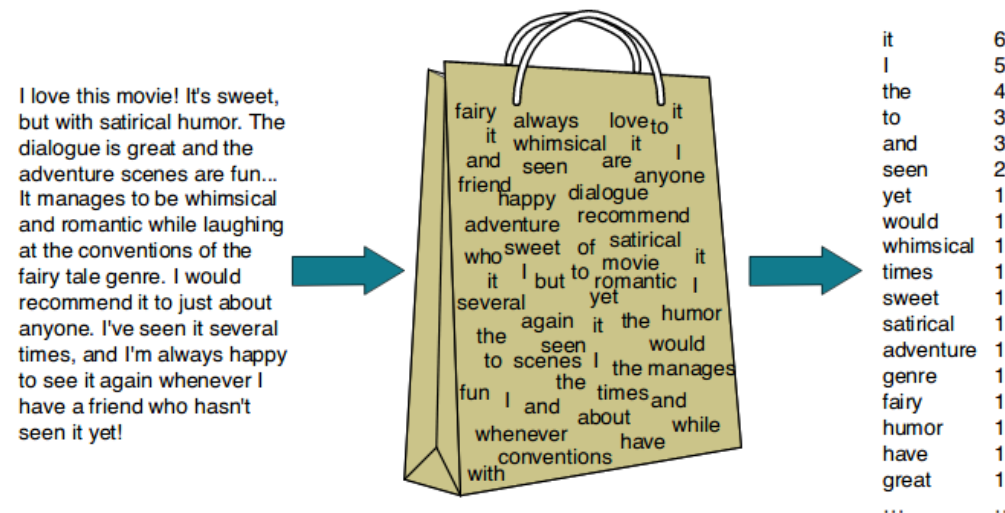 I love this movie! It's sweet,
but with satirical humor. The
dialogue is great and the
adventure scenes are fun...
It manages to be whimsical
and romantic while laughing
at the conventions of the
fairy tale genre. I would
recommend it to just about
anyone. I've seen it several
times, and I'm always happy
to see it again whenever I
have a friend who hasn't
seen it yet!
fairy always love to it
it whimsical it I
and seen are anyone
friend happy dialogue
adventure recommend
who sweet of satirical
it I but to movie it
romantic I
several yet
again it the humor
the seen would
to scenes I the manages
fun I and the times and
whenever about while
have
conventions
with
it 6
I 5
the 4
to 3
and 3
seen 2
yet 1
would 1
whimsical 1
times 1
sweet 1
satirical 1
adventure 1
genre 1
fairy 1
humor 1
have 1
great 1
...